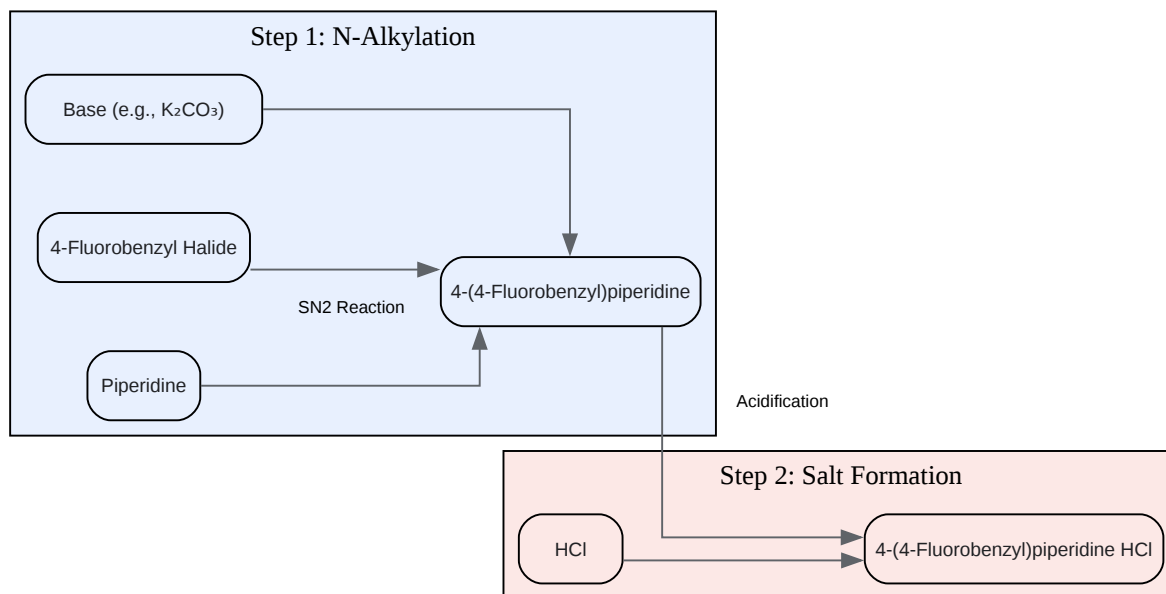 Step 1: N-Alkylation
Base (e.g., K₂CO₃)
4-Fluorobenzyl Halide
4-(4-Fluorobenzyl)piperidine
SN2 Reaction
Piperidine
Acidification
Step 2: Salt Formation
HCl
4-(4-Fluorobenzyl)piperidine HCl